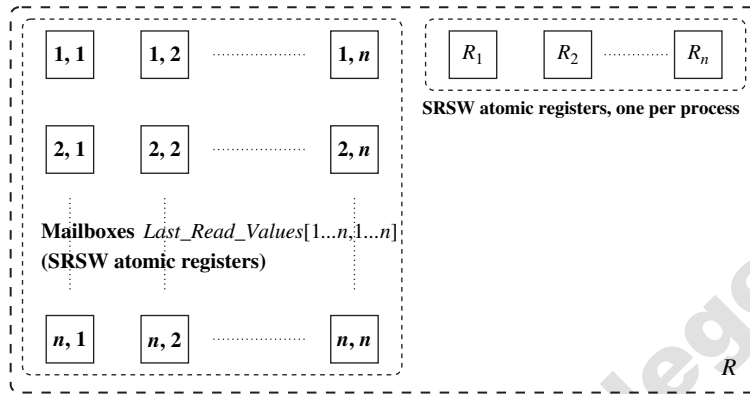 1, 1 1, 2 1, n
R1 R2 Rn
SRSW atomic registers, one per process
2, 1 2, 2 2, n
Mailboxes Last_Read_Values[1...n,1...n]
(SRSW atomic registers)
n, 1 n, 2 n, n
R